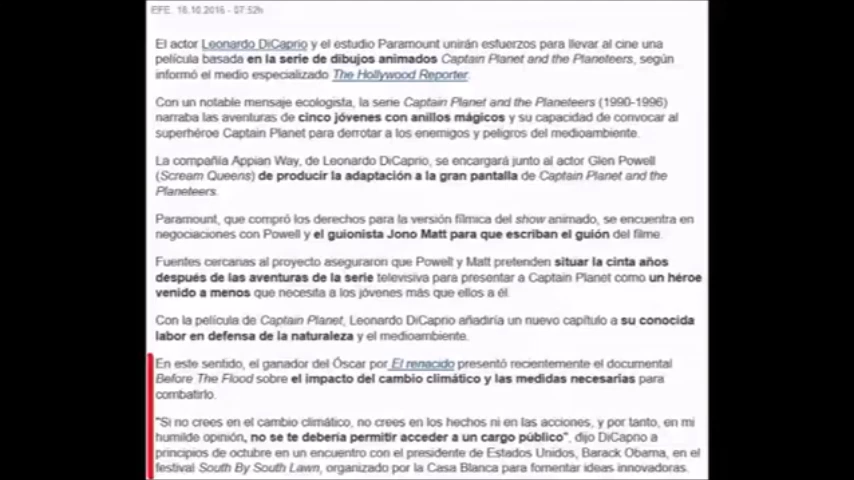 EFE. 16.10.2016 - 07:52h
El actor Leonardo DiCaprio y el estudio Paramount unirán esfuerzos para llevar al cine una
película basada en la serie de dibujos animados Captain Planet and the Planeteers, según
informó el medio especializado The Hollywood Reporter.
Con un notable mensaje ecologista, la serie Captain Planet and the Planeteers (1990-1996)
narraba las aventuras de cinco jóvenes con anillos mágicos y su capacidad de convocar al
superhéroe Captain Planet para derrotar a los enemigos y peligros del medioambiente.
La compañía Appian Way, de Leonardo DiCaprio, se encargará junto al actor Glen Powell
(Scream Queens) de producir la adaptación a la gran pantalla de Captain Planet and the
Planeteers.
Paramount, que compró los derechos para la versión fílmica del show animado, se encuentra en
negociaciones con Powell y el guionista Jono Matt para que escriban el guión del filme.
Fuentes cercanas al proyecto aseguraron que Powell y Matt pretenden situar la cinta años
después de las aventuras de la serie televisiva para presentar a Captain Planet como un héroe
venido a menos que necesita a los jóvenes más que ellos a él.
Con la película de Captain Planet, Leonardo DiCaprio añadiría un nuevo capítulo a su conocida
labor en defensa de la naturaleza y el medioambiente.
En este sentido, el ganador del Óscar por El renacido presentó recientemente el documental
Before The Flood sobre el impacto del cambio climático y las medidas necesarias para
combatirlo.
"Si no crees en el cambio climático, no crees en los hechos ni en las acciones, y por tanto, en mi
humilde opinión, no se te debería permitir acceder a un cargo público", dijo DiCaprio a
principios de octubre en un encuentro con el presidente de Estados Unidos, Barack Obama, en el
festival South By South Lawn, organizado por la Casa Blanca para fomentar ideas innovadoras.